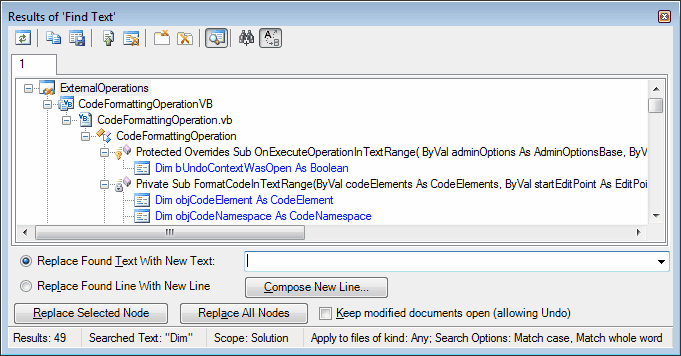 Results of 'Find Text'
1
ExternalOperations
CodeFormattingOperationVB
CodeFormattingOperation.vb
CodeFormattingOperation
Protected Overrides Sub OnExecuteOperationInTextRange( ByVal adminOptions As AdminOptionsBase, ByV
Dim bUndoContextWasOpen As Boolean
Private Sub FormatCodeInTextRange(ByVal codeElements As CodeElements, ByVal startEditPoint As EditPoi
Dim objCodeElement As CodeElement
Dim objCodeNamespace As CodeNamespace
Replace Found Text With New Text:
Replace Found Line With New Line
Compose New Line...
Replace Selected Node
Replace All Nodes
Keep modified documents open (allowing Undo)
Results: 49
Searched Text: "Dim"
Scope: Solution
Apply to files of kind: Any; Search Options: Match case, Match whole word